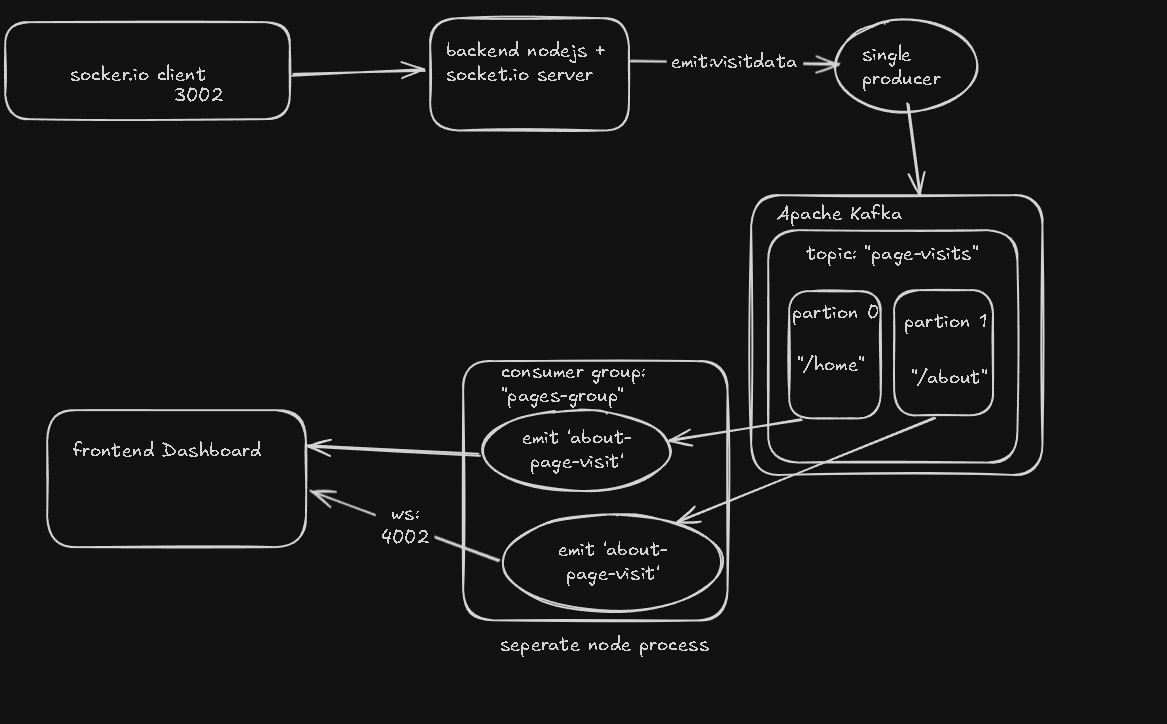 socker.io client
3002
backend nodejs +
socket.io server
emit:visitdata
single
producer
Apache Kafka
topic: "page-visits"
partion 0
"/home"
partion 1
"/about"
consumer group:
"pages-group"
emit 'about-
page-visit'
emit 'about-
page-visit'
frontend Dashboard
ws:
4002
seperate node process